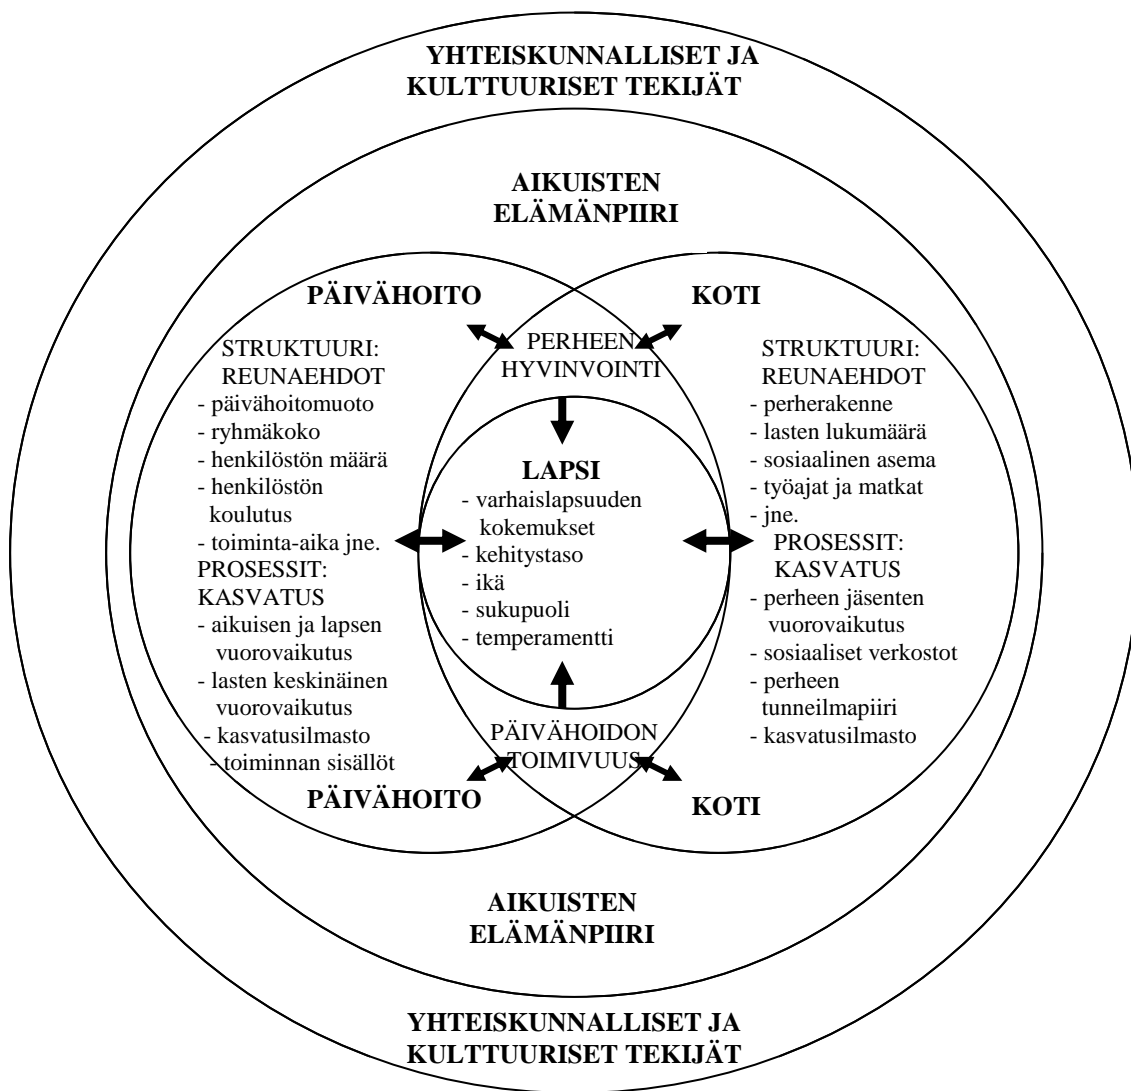 YHTEISKUNNALLISET JA
KULTTUURISET TEKIJÄT
AIKUISTEN
ELÄMÄNPIIRI
PÄIVÄHOITO
KOTI
PERHEEN
HYVINVOINTI
STRUKTUURI:
REUNAEHDOT
- päivähoitomuoto
- ryhmäkoko
- henkilöstön määrä
- henkilöstön
koulutus
- toiminta-aika jne.
PROSESSIT:
KASVATUS
- aikuisen ja lapsen
vuorovaikutus
- lasten keskinäinen
vuorovaikutus
- kasvatusilmasto
- toiminnan sisällöt
LAPSI
- varhaislapsuuden
kokemukset
- kehitystaso
- ikä
- sukupuoli
- temperamentti
STRUKTUURI:
REUNAEHDOT
- perherakenne
- lasten lukumäärä
- sosiaalinen asema
- työajat ja matkat
- jne.
PROSESSIT:
KASVATUS
- perheen jäsenten
vuorovaikutus
- sosiaaliset verkostot
- perheen
tunneilmapiiri
- kasvatusilmasto
PÄIVÄHOIDON
TOIMIVUUS
PÄIVÄHOITO
KOTI
AIKUISTEN
ELÄMÄNPIIRI
YHTEISKUNNALLISET JA
KULTTUURISET TEKIJÄT